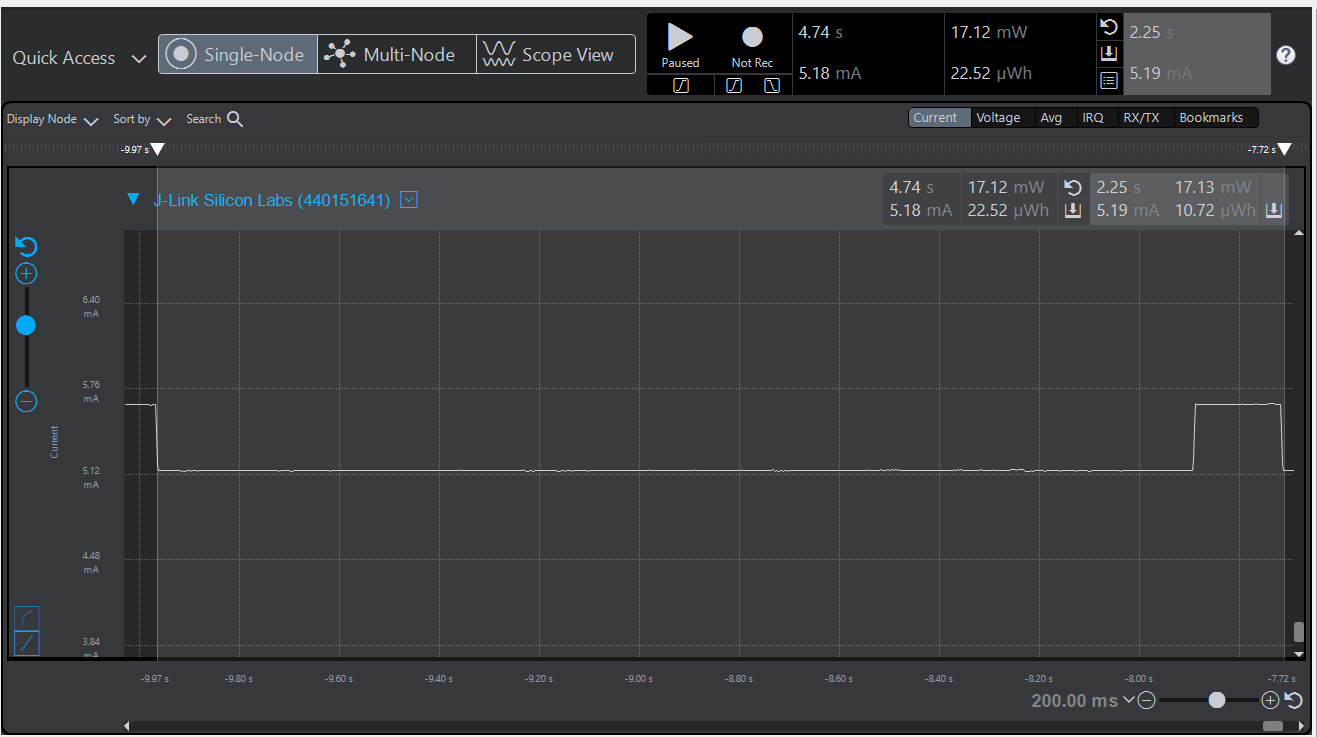 Quick Access
Single-Node
Multi-Node
Scope View
Paused
Not Rec
4.74 s
5.18 mA
17.12 mW
22.52 µWh
2.25 s
5.19 mA
Display Node
Sort by
Search
Current
Voltage
Avg
IRQ
RX/TX
Bookmarks
-9.97 s
-7.72 s
J-Link Silicon Labs (440151641)
4.74 s
5.18 mA
17.12 mW
22.52 µWh
2.25 s
5.19 mA
17.13 mW
10.72 µWh
6.40
mA
5.76
mA
Current
5.12
mA
4.48
mA
3.84
mA
-9.97 s
-9.80 s
-9.60 s
-9.40 s
-9.20 s
-9.00 s
-8.80 s
-8.60 s
-8.40 s
-8.20 s
-8.00 s
-7.72 s
200.00 ms